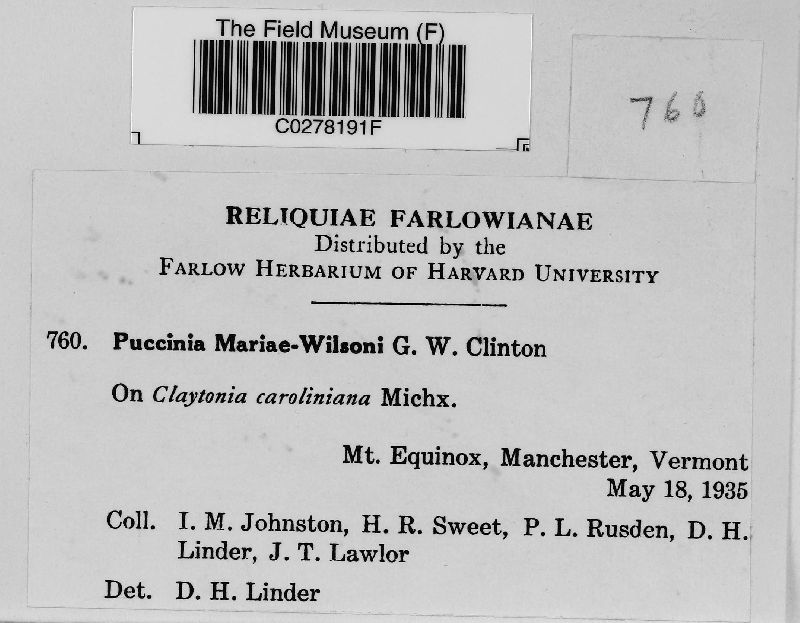 The Field Museum (F)
C0278191F
760
RELIQUIAE FARLOWIANAE
Distributed by the
FARLOW HERBARIUM OF HARVARD UNIVERSITY
760. Puccinia Mariae-Wilsoni G. W. Clinton
On Claytonia caroliniana Michx.
Mt. Equinox, Manchester, Vermont
May 18, 1935
Coll. I. M. Johnston, H. R. Sweet, P. L. Rusden, D. H.
Linder, J. T. Lawlor
Det. D. H. Linder